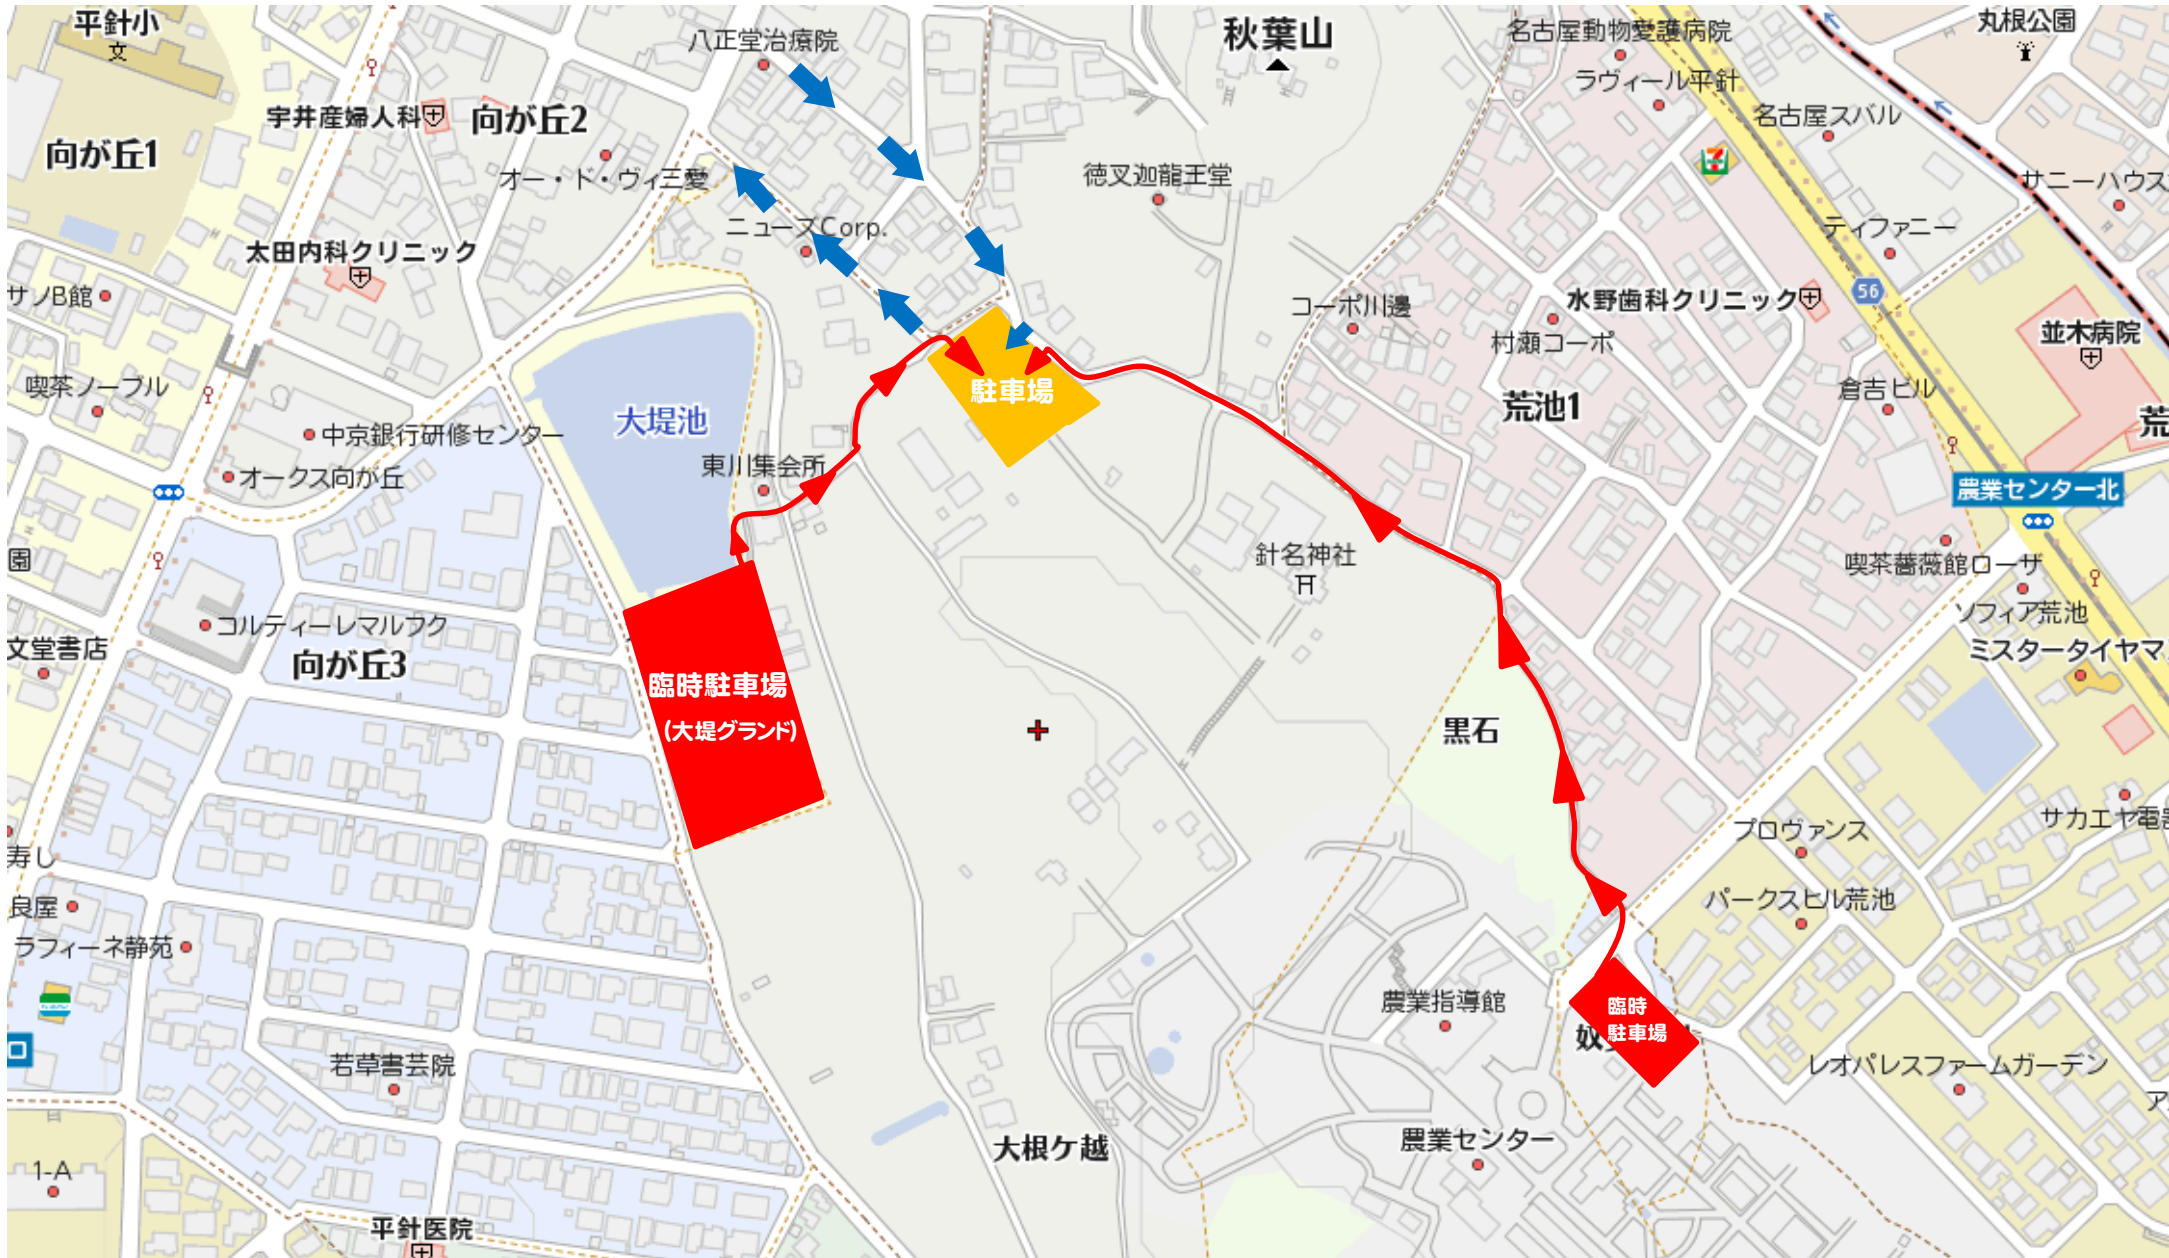 平針小
八正堂治療院
秋葉山
名古屋動物愛護病院
丸根公園
ラヴィール平針
宇井産婦人科
向が丘2
名古屋スバル
向が丘1
オー・ド・ヴィ三愛
徳叉迦龍王堂
サニーハウス
ニューズCorp.
ティファニー
太田内科クリニック
サノB館
コーポ川邊
水野歯科クリニック
56
村瀬コーポ
並木病院
喫茶ノーブル
駐車場
倉吉ビル
荒池1
荒
大堤池
中京銀行研修センター
東川集会所
オークス向が丘
農業センター北
園
針名神社
喫茶薔薇館ローザ
ソフィア荒池
コルティーレマルフク
文堂書店
向が丘3
ミスタータイヤマ
臨時駐車場
(大堤グランド)
黒石
サカエヤ電器
プロヴァンス
寿し
良屋
パークスヒル荒池
ラフィーネ静苑
農業指導館
臨時
駐車場
奴
若草書芸院
レオパレスファームガーデン
ア
農業センター
大根ケ越
1-A
平針医院